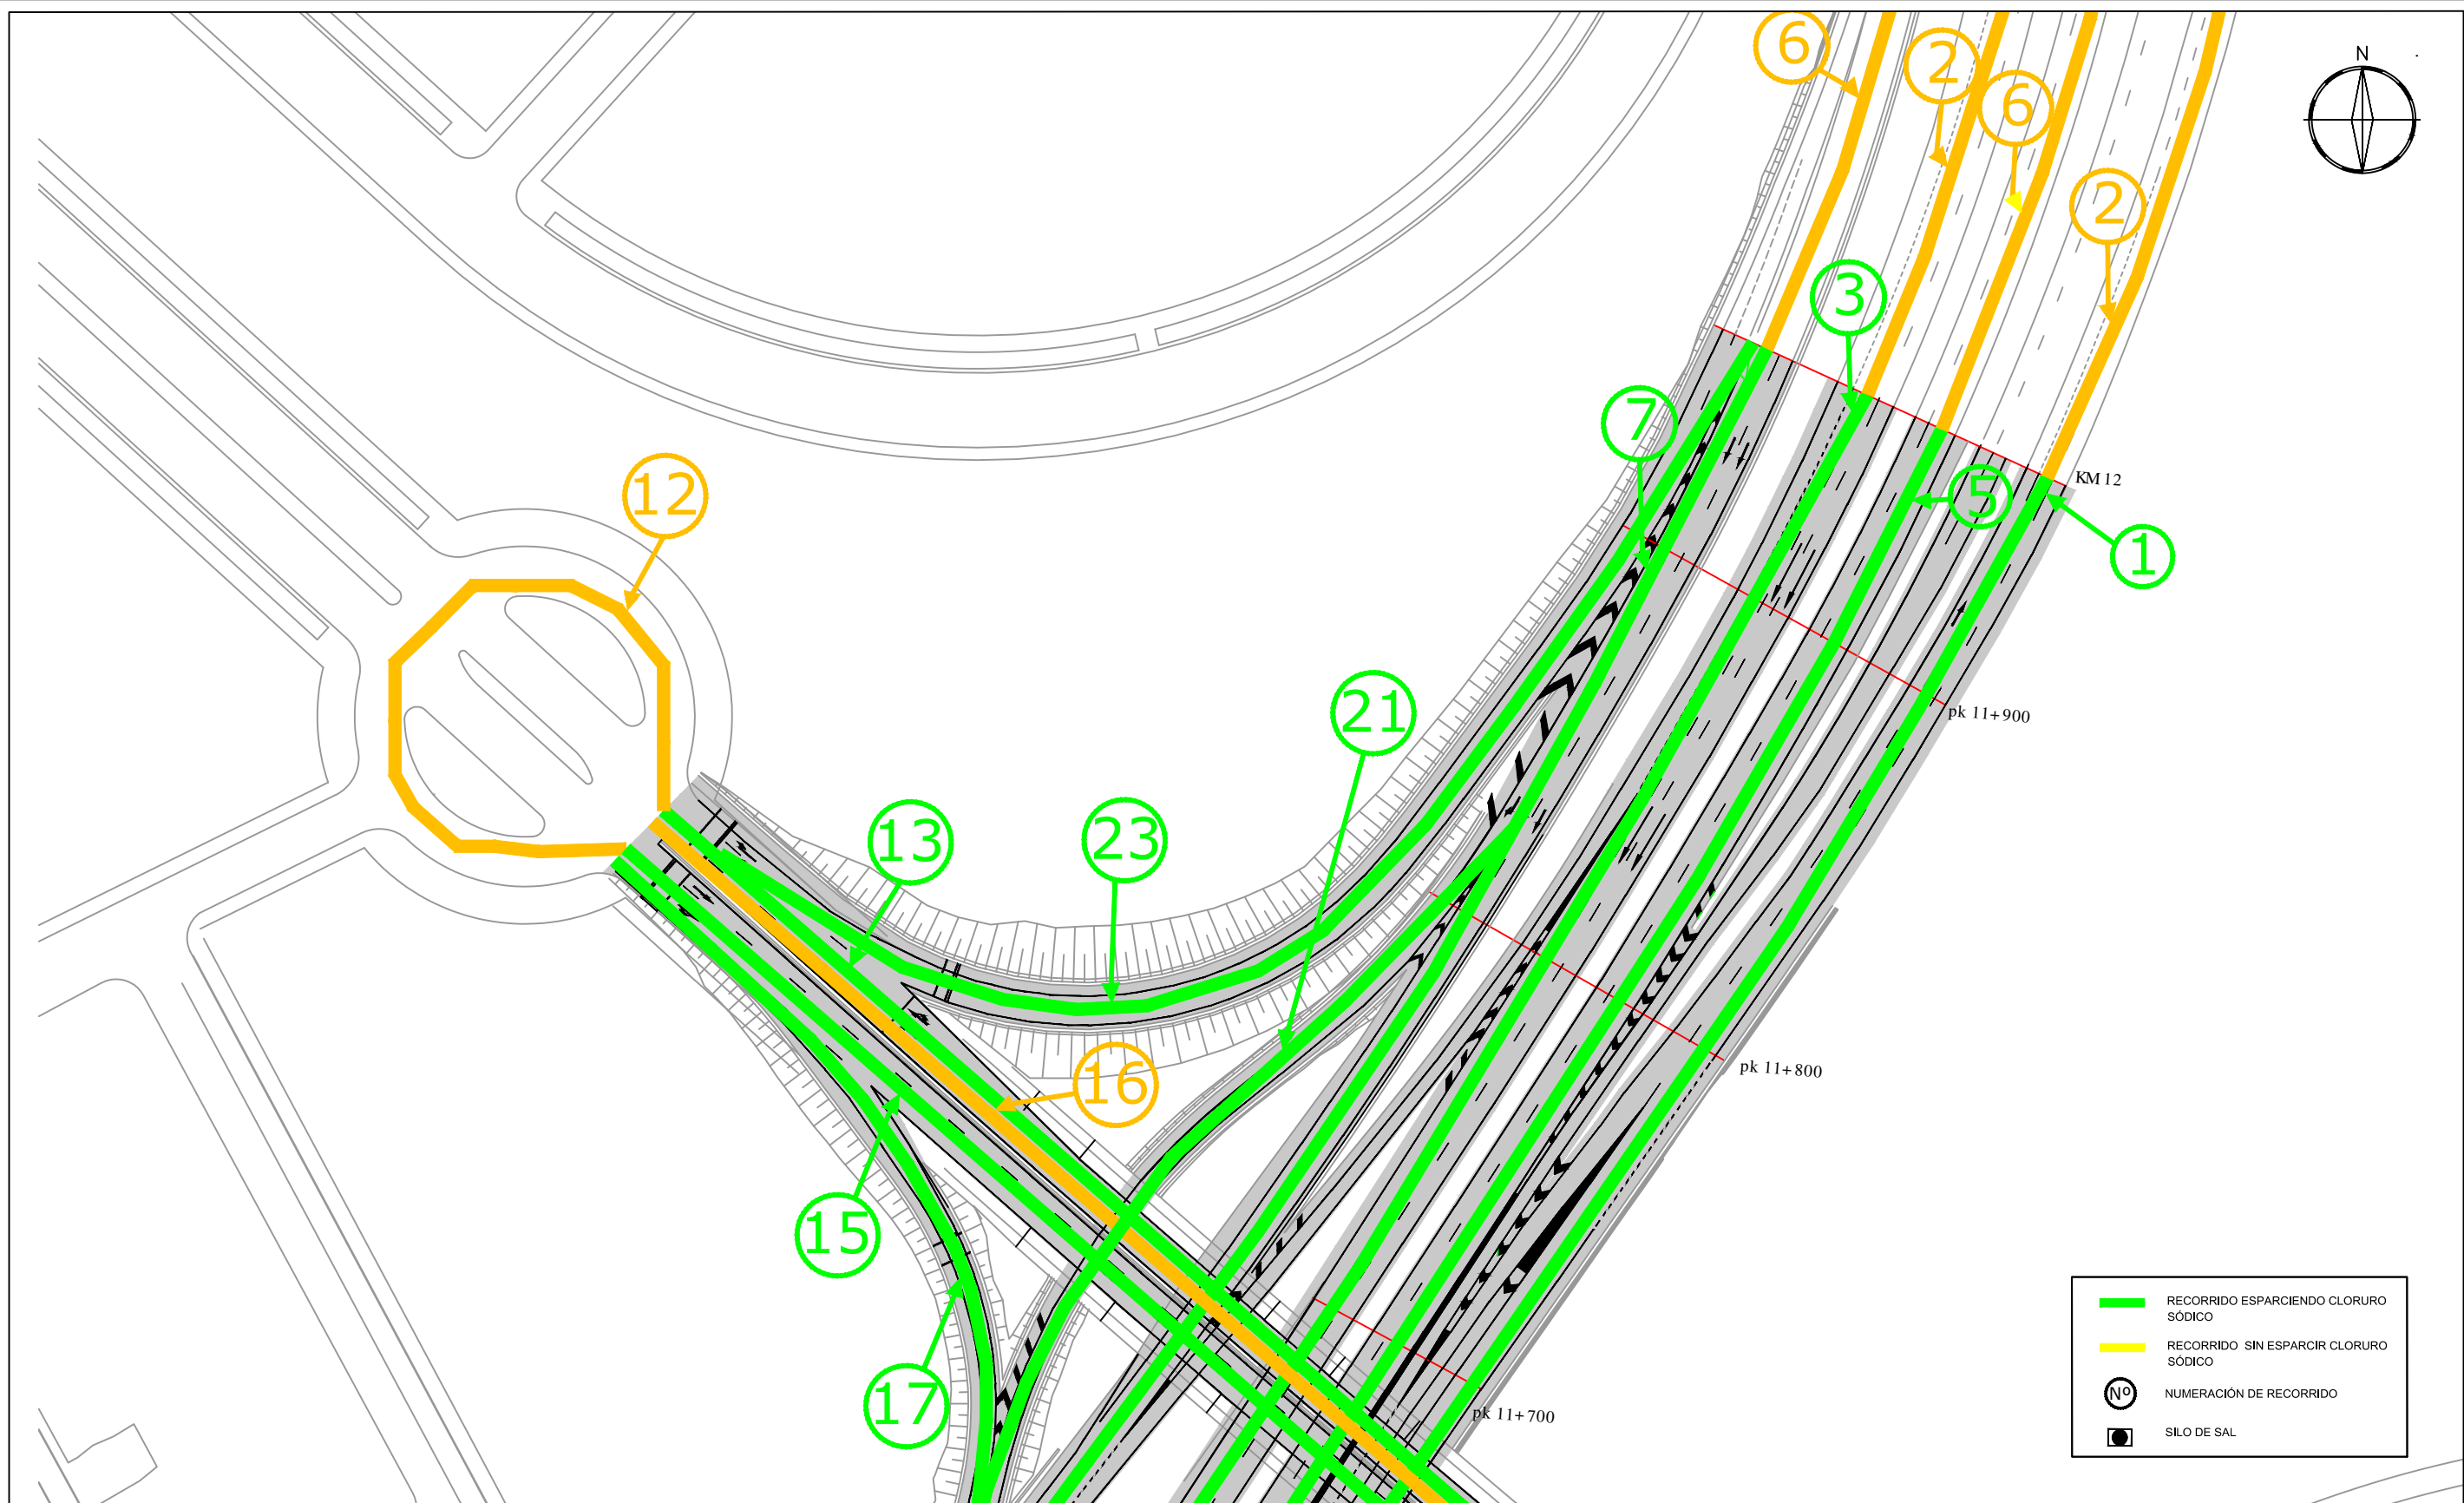 6
2
6
2
N
3
7
5
KM 12
1
12
21
pk 11+900
13
23
16
pk 11+800
15
17
pk 11+700
RECORRIDO ESPARCIENDO CLORURO
SÓDICO
RECORRIDO SIN ESPARCIR CLORURO
SÓDICO
Nº
NUMERACIÓN DE RECORRIDO
SILO DE SAL